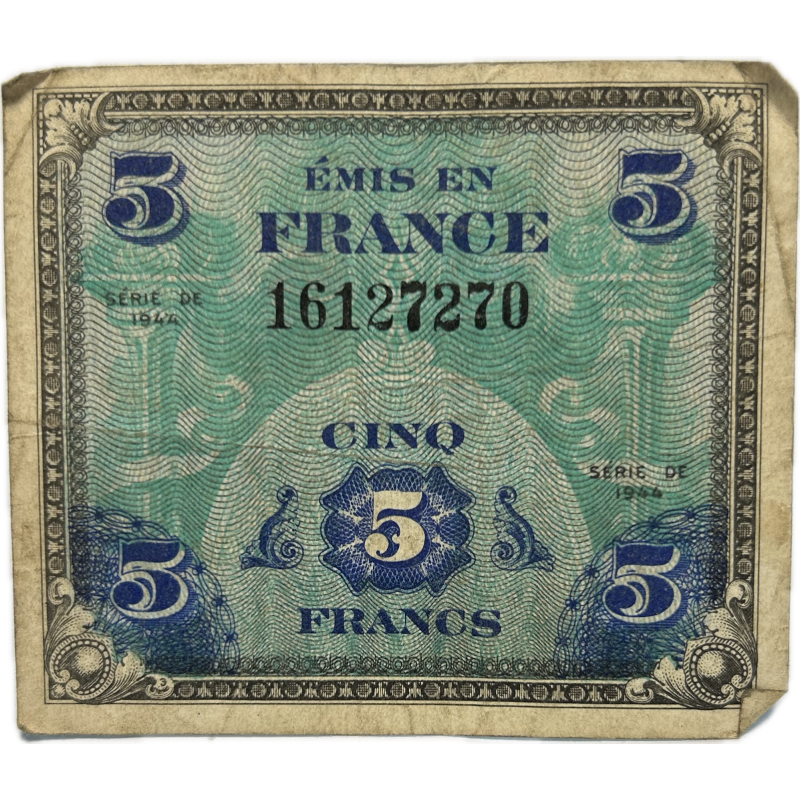 5 ÉMIS EN 5
FRANCE
SÉRIE DE 1944
16127270
CINQ
SÉRIE DE 1944
5
5 5
FRANCS